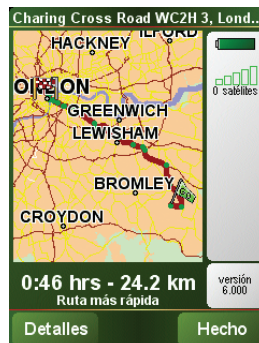 Charing Cross Road WC2H 3, Lond..
HACKNEY
ILFORD
0 satélites
GREENWICH
LEWISHAM
BROMLEY
CROYDON
0:46 hrs - 24.2 km
Ruta más rápida
versión
6.000
Detalles
Hecho